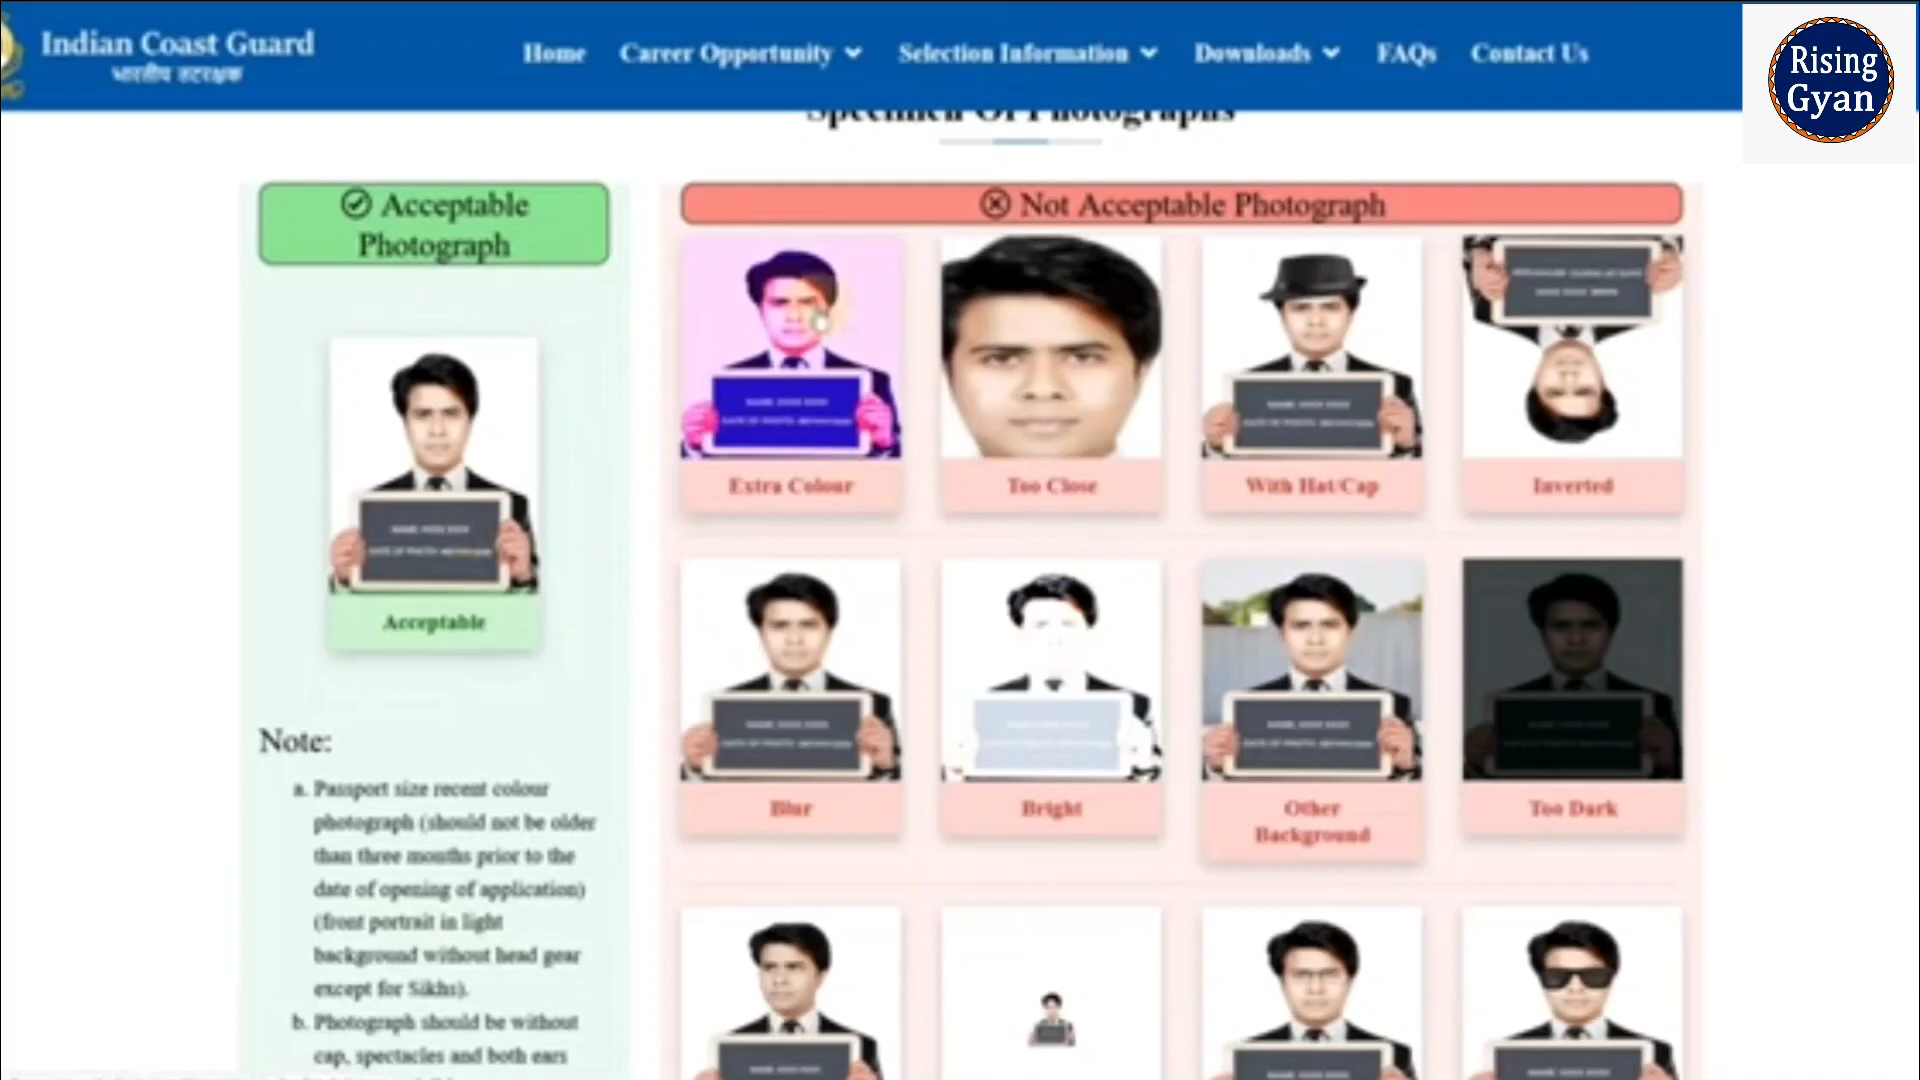 Indian Coast Guard
भारतीय तटरक्षक
Home Career Opportunity Selection Information Downloads FAQs Contact Us
Rising
Gyan
Specimen Of Photographs
Acceptable
Photograph
Not Acceptable Photograph
Extra Colour
Too Close
With Hat/Cap
Inverted
Acceptable
Blur
Bright
Other
Background
Too Dark
Note:
a. Passport size recent colour
photograph (should not be older
than three months prior to the
date of opening of application)
(front portrait in light
background without head gear
except for Sikhs).
b. Photograph should be without
cap, spectacles and both ears